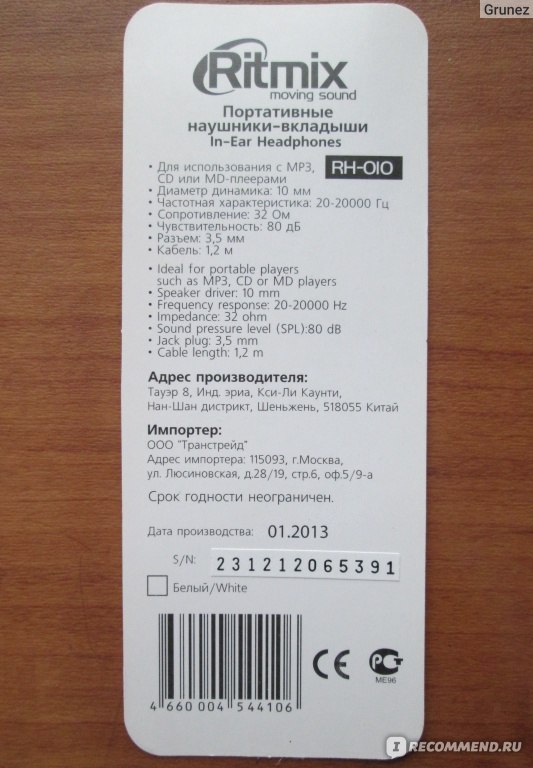 Grunez
Ritmix
moving sound
Портативные
наушники-вкладыши
In-Ear Headphones
RH-010
• Для использования с MP3,
CD или MD-плеерами
• Диаметр динамика: 10 мм
• Частотная характеристика: 20-20000 Гц
• Сопротивление: 32 Ом
• Чувствительность: 80 дБ
• Разъем: 3,5 мм
• Кабель: 1,2 м
• Ideal for portable players
such as MP3, CD or MD players
• Speaker driver: 10 mm
• Frequency response: 20-20000 Hz
• Impedance: 32 ohm
• Sound pressure level (SPL):80 dB
• Jack plug: 3,5 mm
• Cable length: 1,2 m
Адрес производителя:
Тауэр 8, Инд. эриа, Кси-Ли Каунти,
Нан-Шан дистрикт, Шеньжень, 518055 Китай
Импортер:
ООО "Транстрейд"
Адрес импортера: 115093, г.Москва,
ул. Люсиновская, д.28/19, стр.6, оф.5/9-а
Срок годности неограничен.
Дата производства: 01.2013
S/N: 231212065391
Белый/White
4 660004 544106
CE
РСТ
ME96
IRECOMMEND.RU